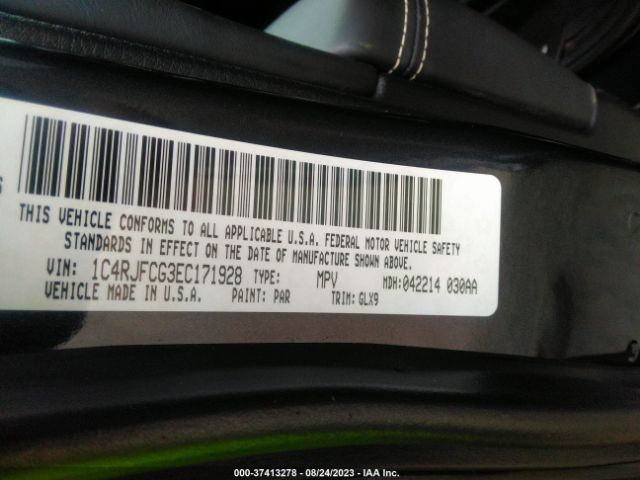 THIS VEHICLE CONFORMS TO ALL APPLICABLE U.S.A. FEDERAL MOTOR VEHICLE SAFETY
STANDARDS IN EFFECT ON THE DATE OF MANUFACTURE SHOWN ABOVE.
VIN: 1C4RJFCG3EC171928 TYPE: MPV MDH:042214 030AA
VEHICLE MADE IN U.S.A. PAINT: PAR TRIM: GLX9
000-37413278 - 08/24/2023 - IAA Inc.